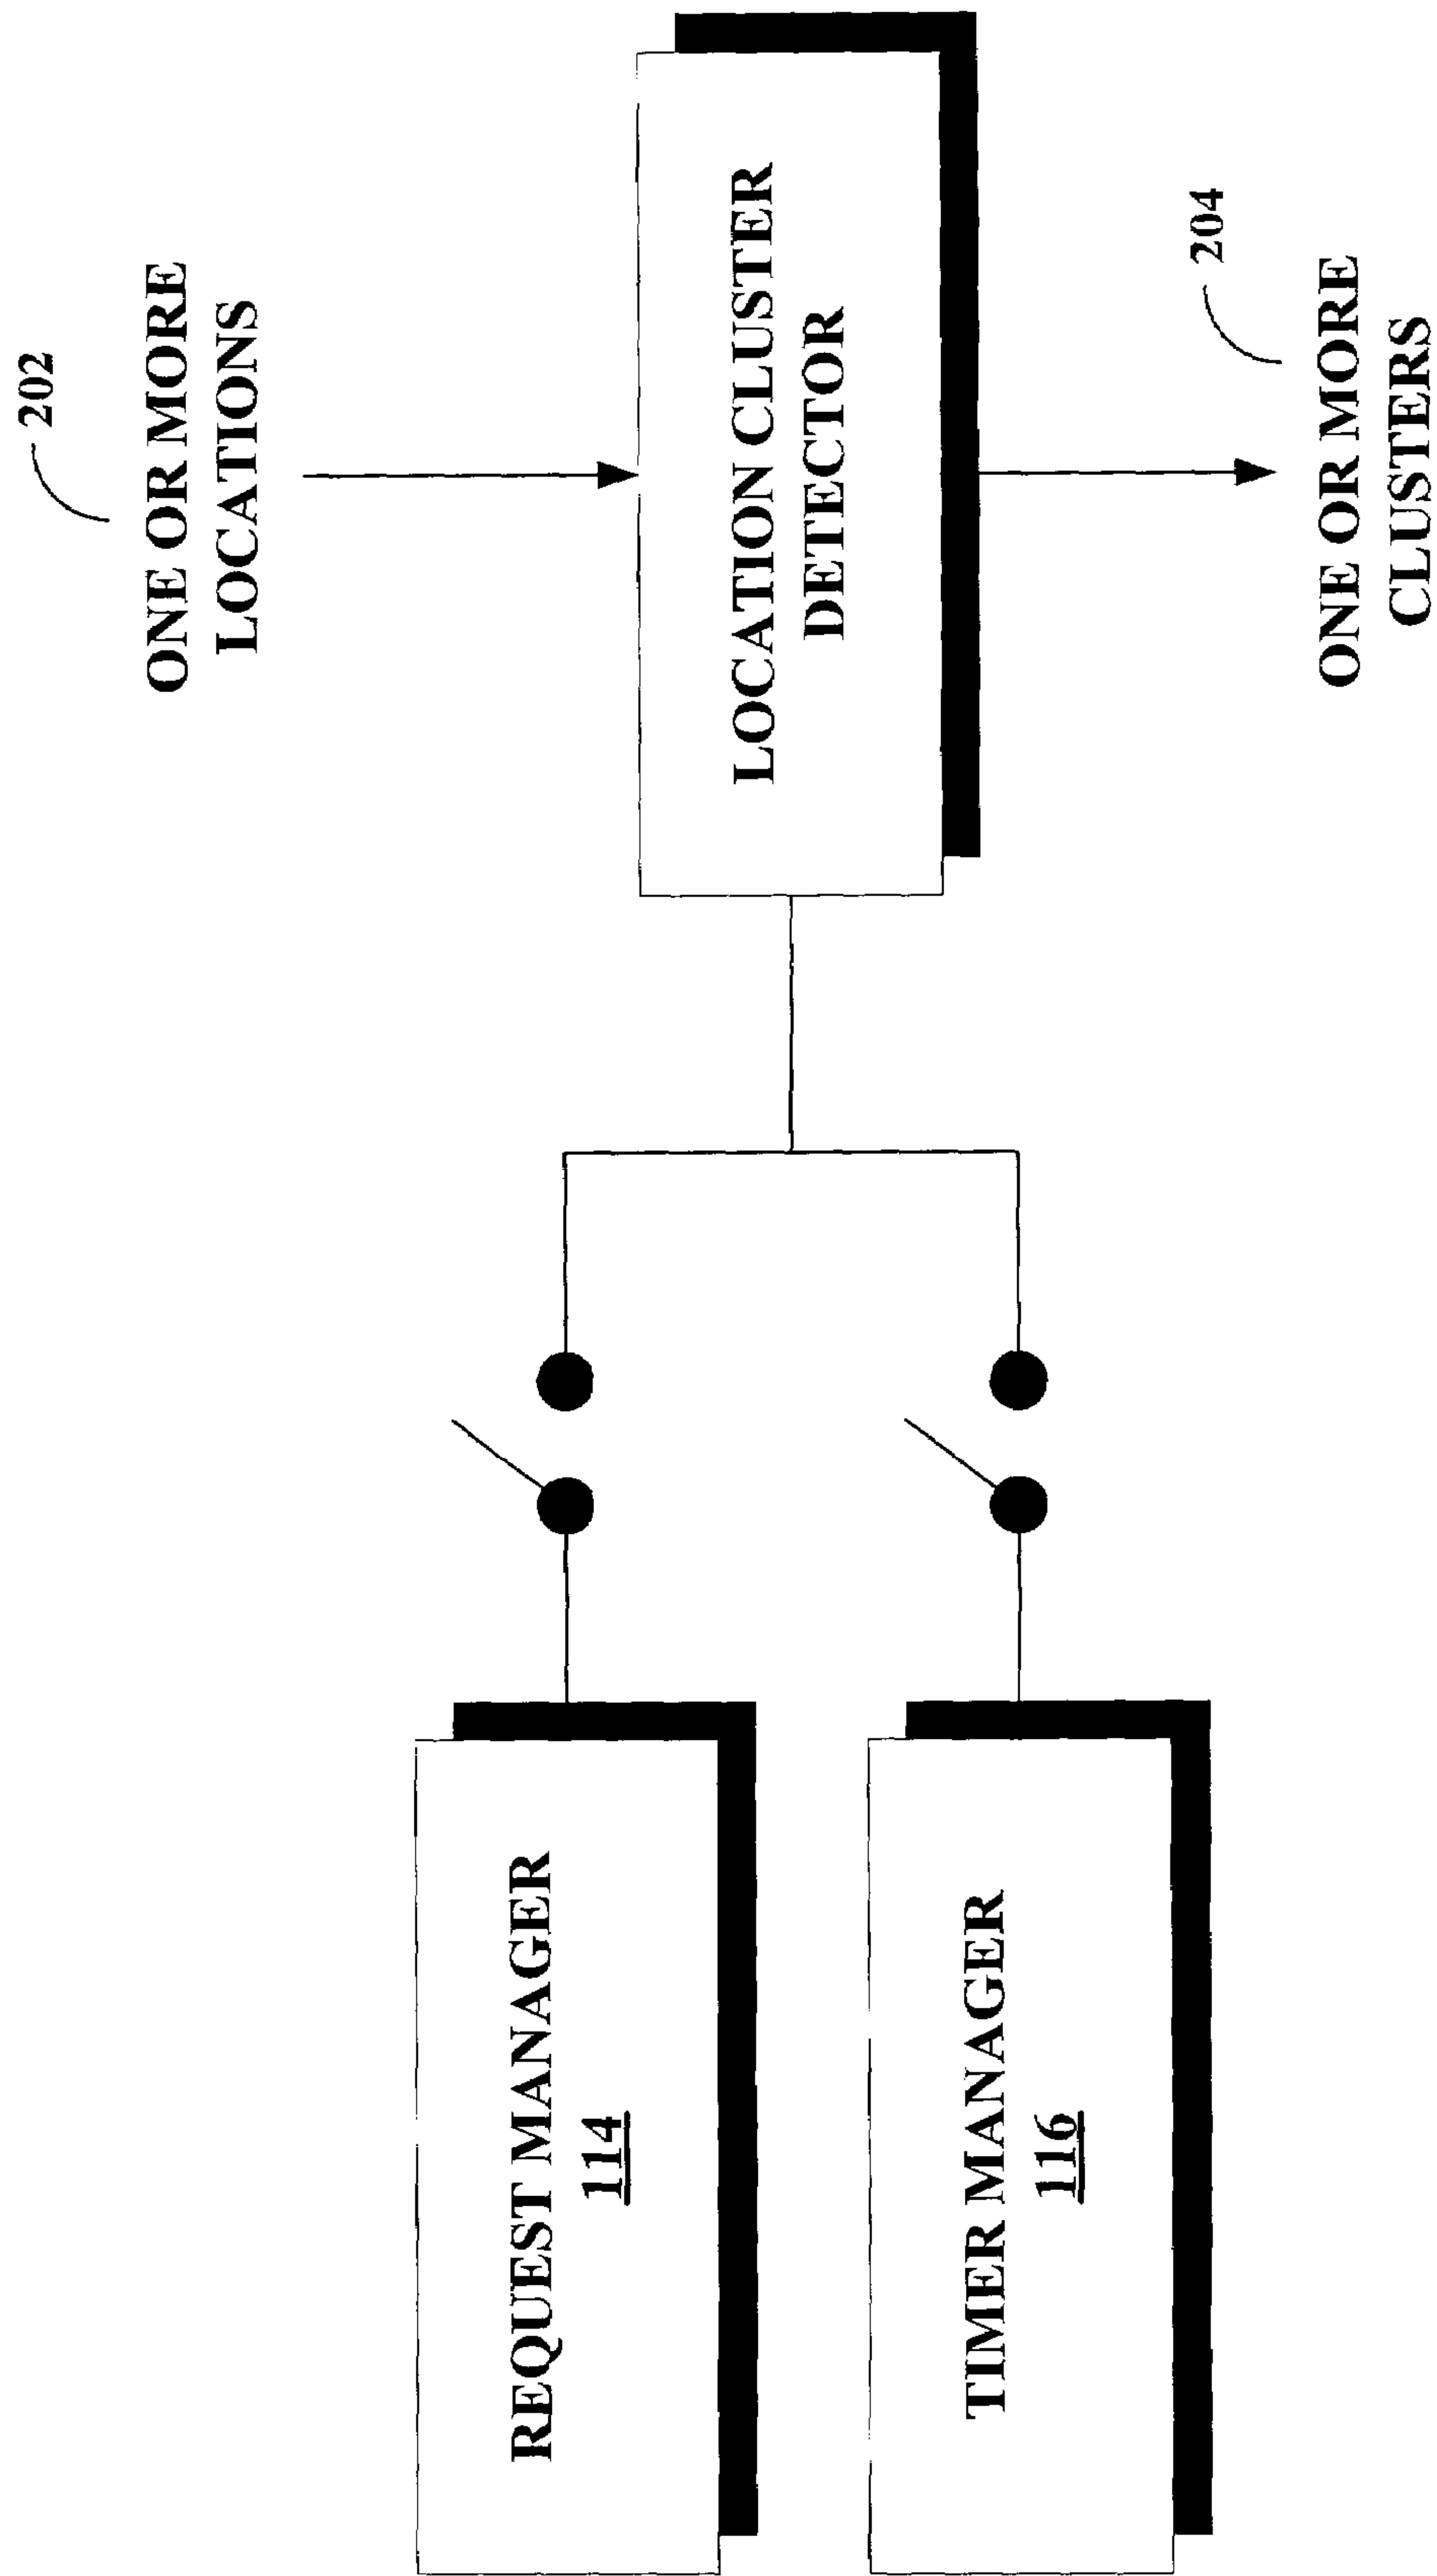 202
ONE OR MORE
LOCATIONS
LOCATION CLUSTER
DETECTOR
204
ONE OR MORE
CLUSTERS
REQUEST MANAGER
114
TIMER MANAGER
116